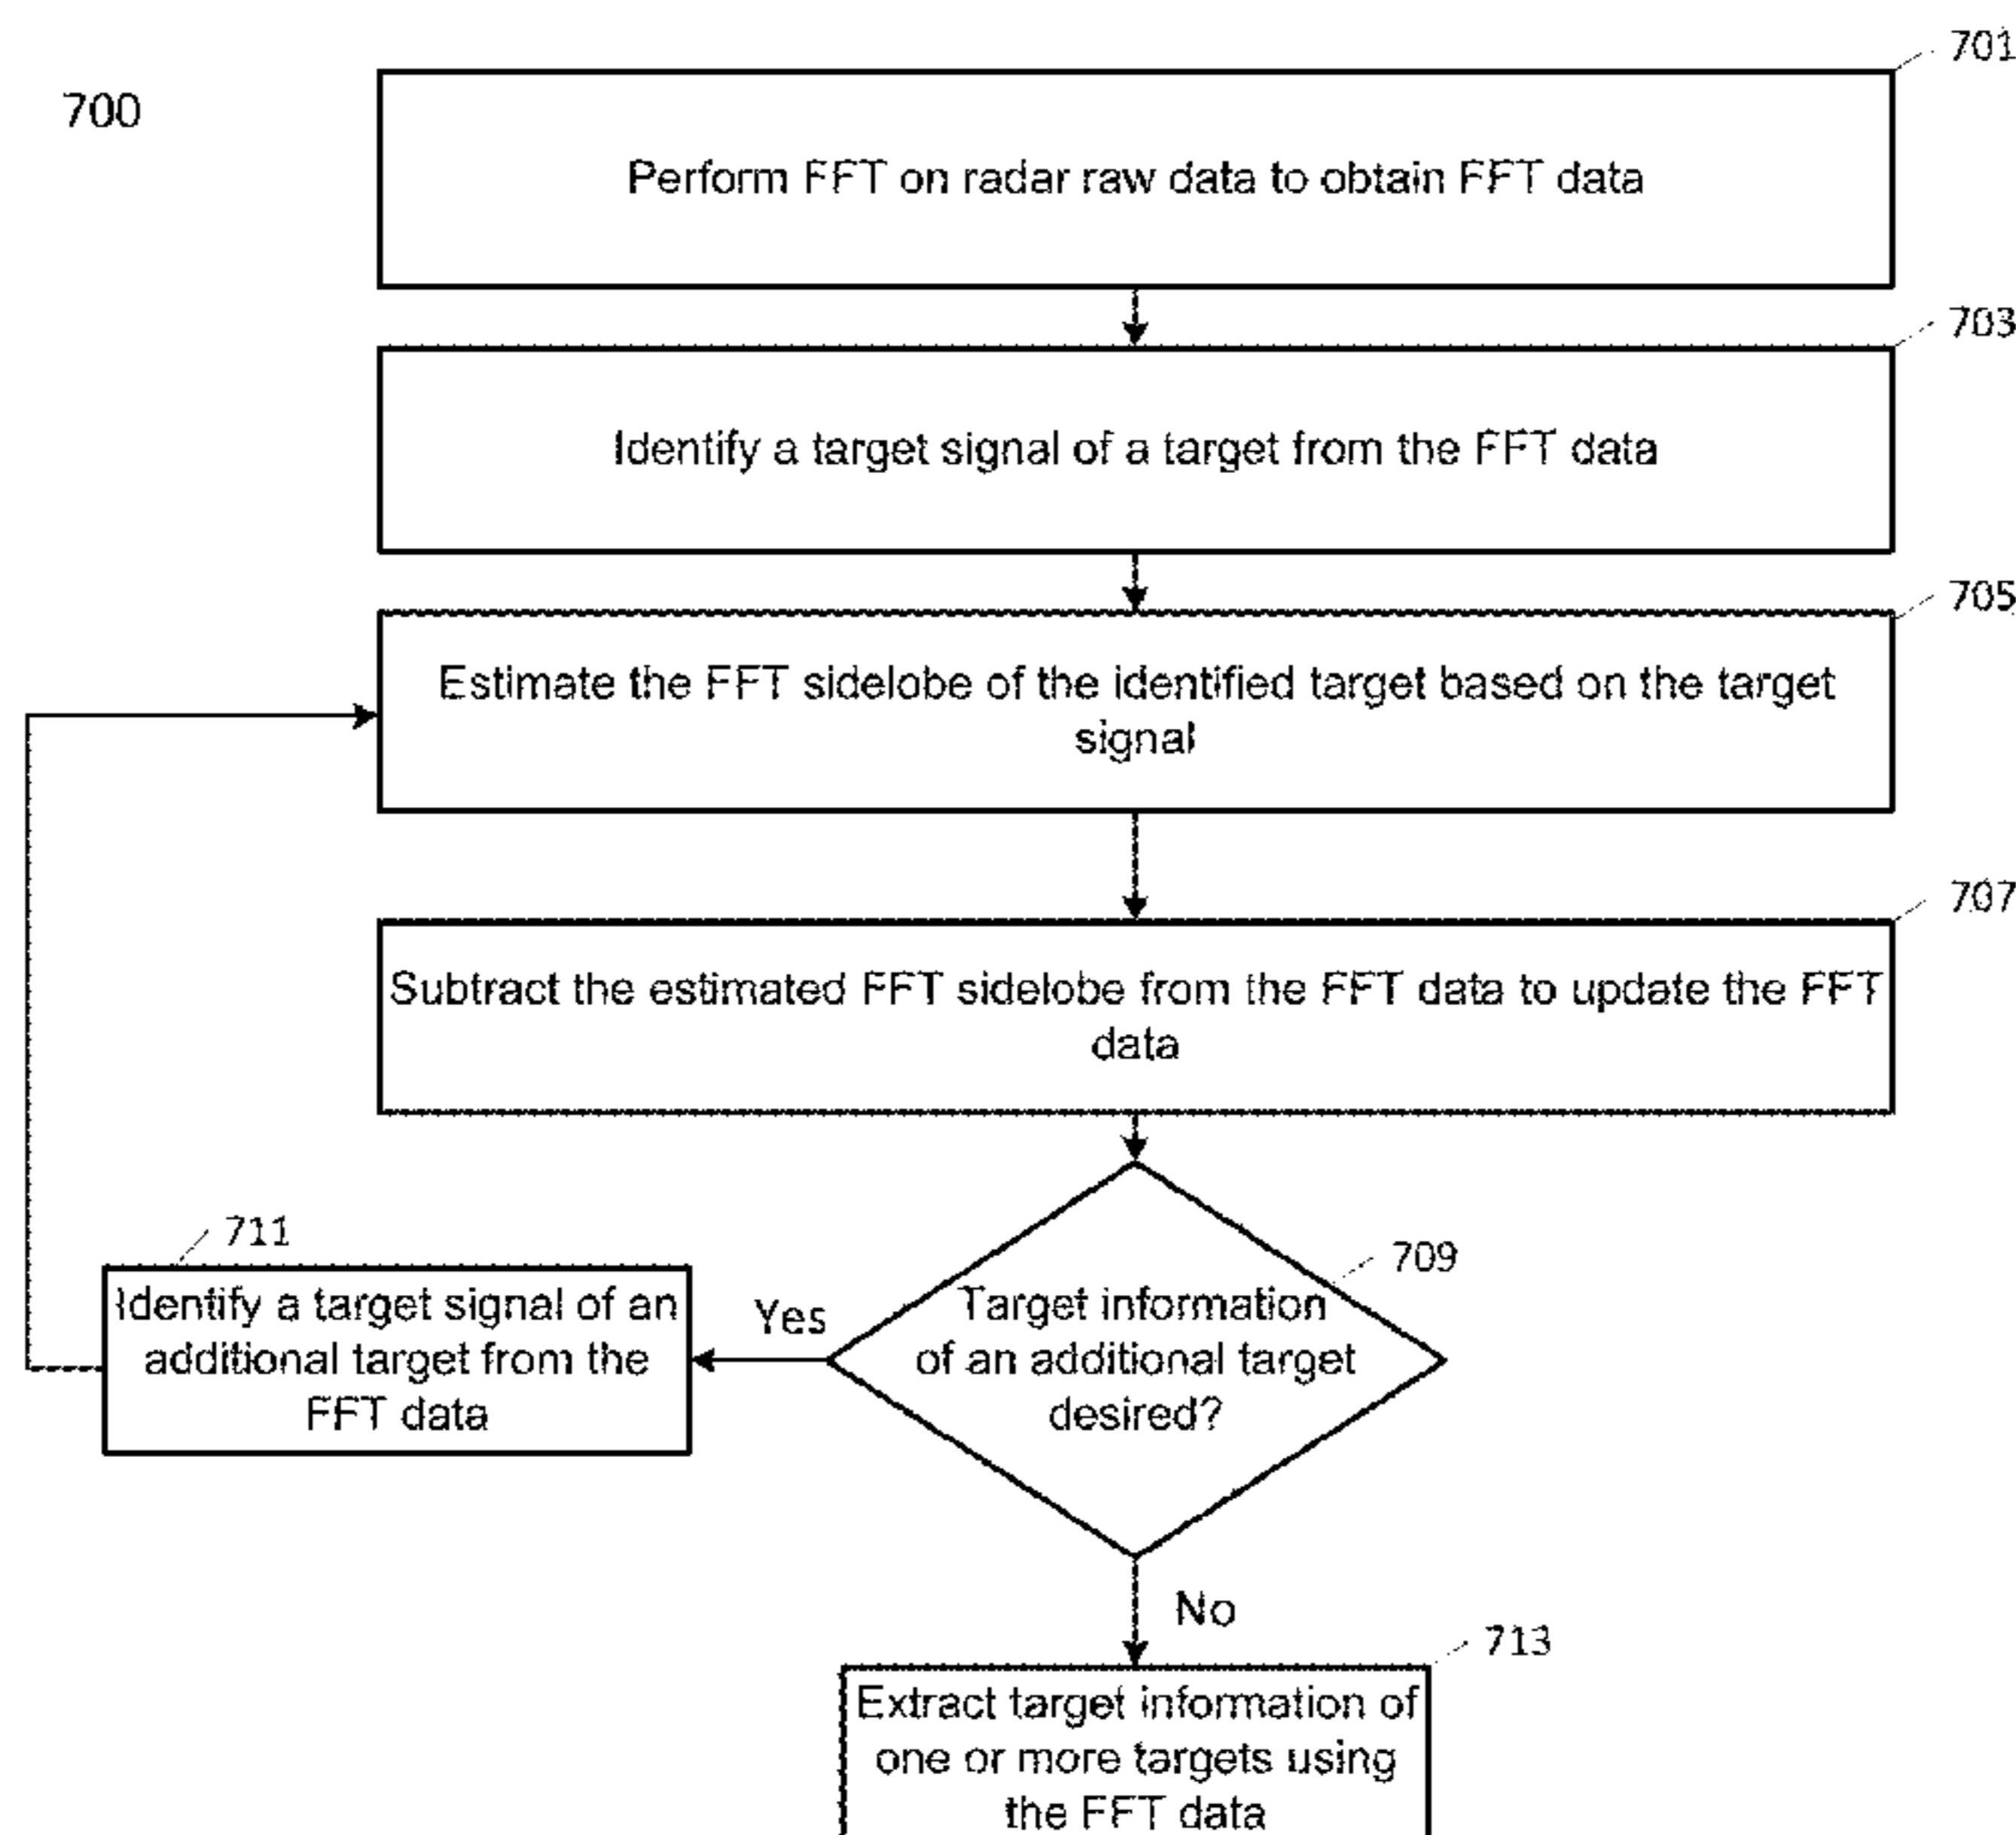 700
701
Perform FFT on radar raw data to obtain FFT data
703
Identify a target signal of a target from the FFT data
705
Estimate the FFT sidelobe of the identified target based on the target
signal
707
Subtract the estimated FFT sidelobe from the FFT data to update the FFT
data
709
Target information
of an additional target
desired?
Yes
711
Identify a target signal of an
additional target from the
FFT data
No
713
Extract target information of
one or more targets using
the FFT data